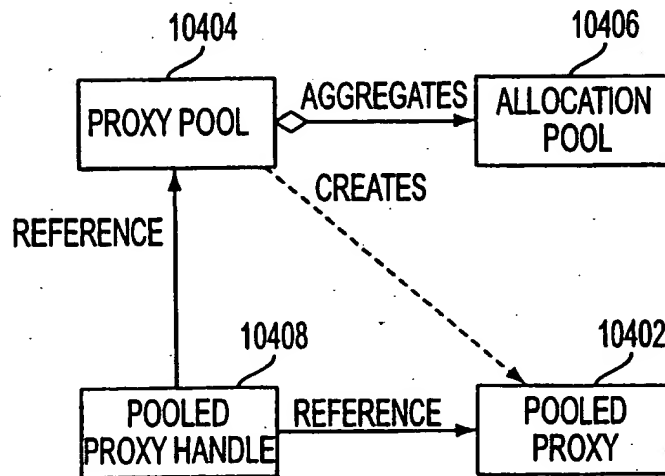 10404
10406
PROXY POOL
AGGREGATES
ALLOCATION
POOL
CREATES
REFERENCE
10408
10402
POOLED
PROXY HANDLE
REFERENCE
POOLED
PROXY